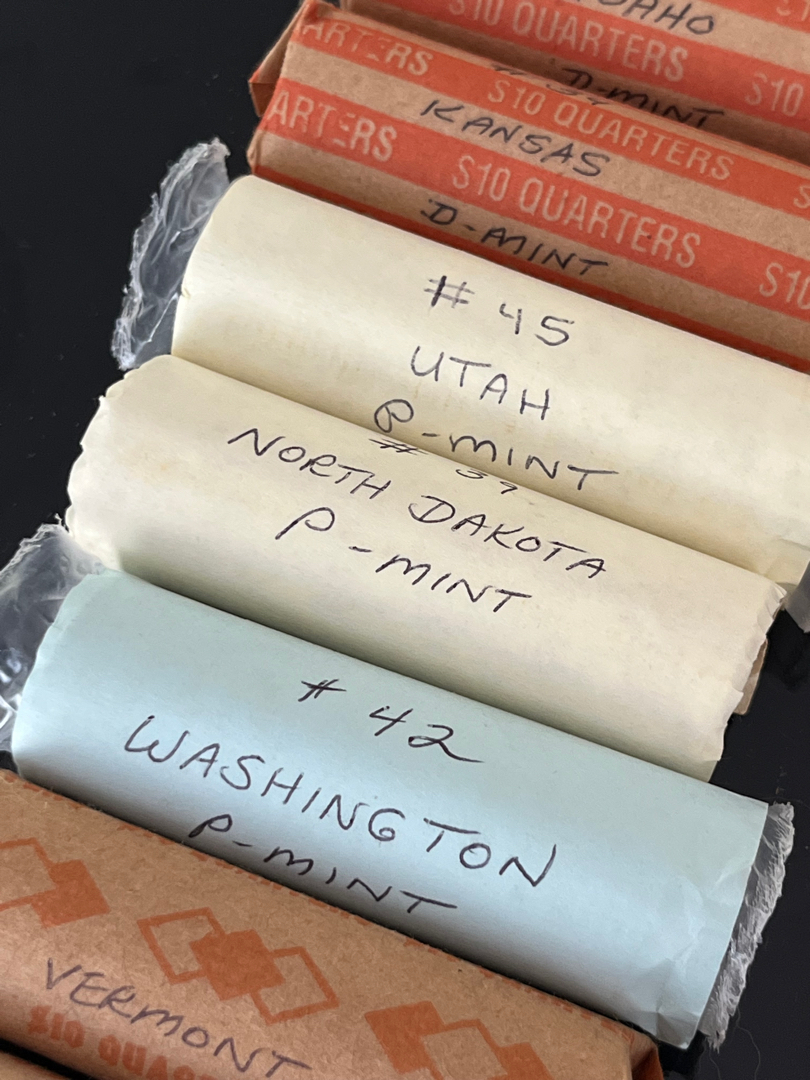 IDAHO
$10 QUARTERS
$10
D-MINT
ARTERS $10 QUARTERS
KANSAS
ARTERS $10 QUARTERS $10
D-MINT
# 45
UTAH
P-MINT
# 39
NORTH DAKOTA
P-MINT
# 42
WASHINGTON
P-MINT
VERMONT
$10 QUA